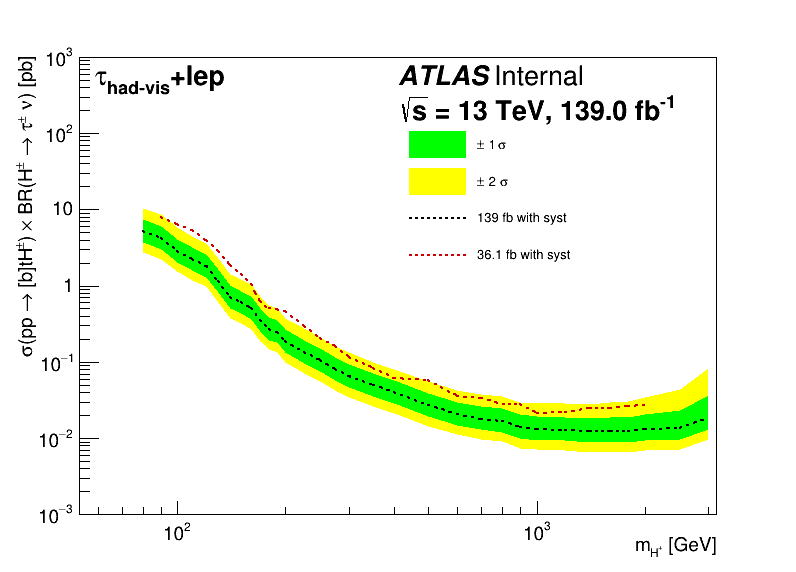 τhad-vis+lep
ATLAS Internal
√s = 13 TeV, 139.0 fb-1
± 1 σ
± 2 σ
139 fb with syst
36.1 fb with syst
σ(pp → [b]tH±) × BR(H± → τ± ν) [pb]
10³
10²
10
1
10⁻¹
10⁻²
10⁻³
10²
10³
mH+ [GeV]